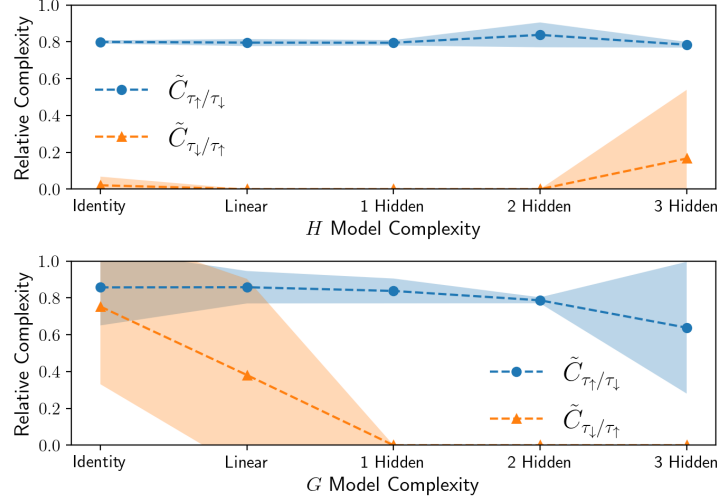 1.0
0.8
0.6
0.4
0.2
0.0
Relative Complexity
C̃τ↑/τ↓
C̃τ↓/τ↑
Identity Linear 1 Hidden 2 Hidden 3 Hidden
H Model Complexity
1.0
0.8
0.6
0.4
0.2
0.0
Relative Complexity
C̃τ↑/τ↓
C̃τ↓/τ↑
Identity Linear 1 Hidden 2 Hidden 3 Hidden
G Model Complexity